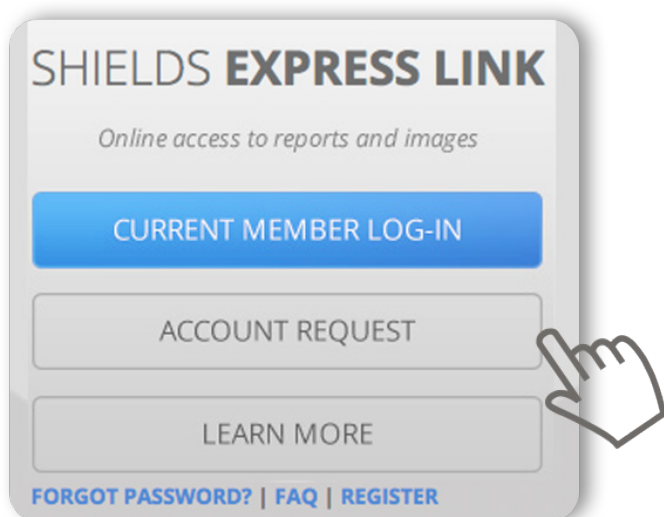 SHIELDS EXPRESS LINK
Online access to reports and images
CURRENT MEMBER LOG-IN
ACCOUNT REQUEST
LEARN MORE
FORGOT PASSWORD? | FAQ | REGISTER